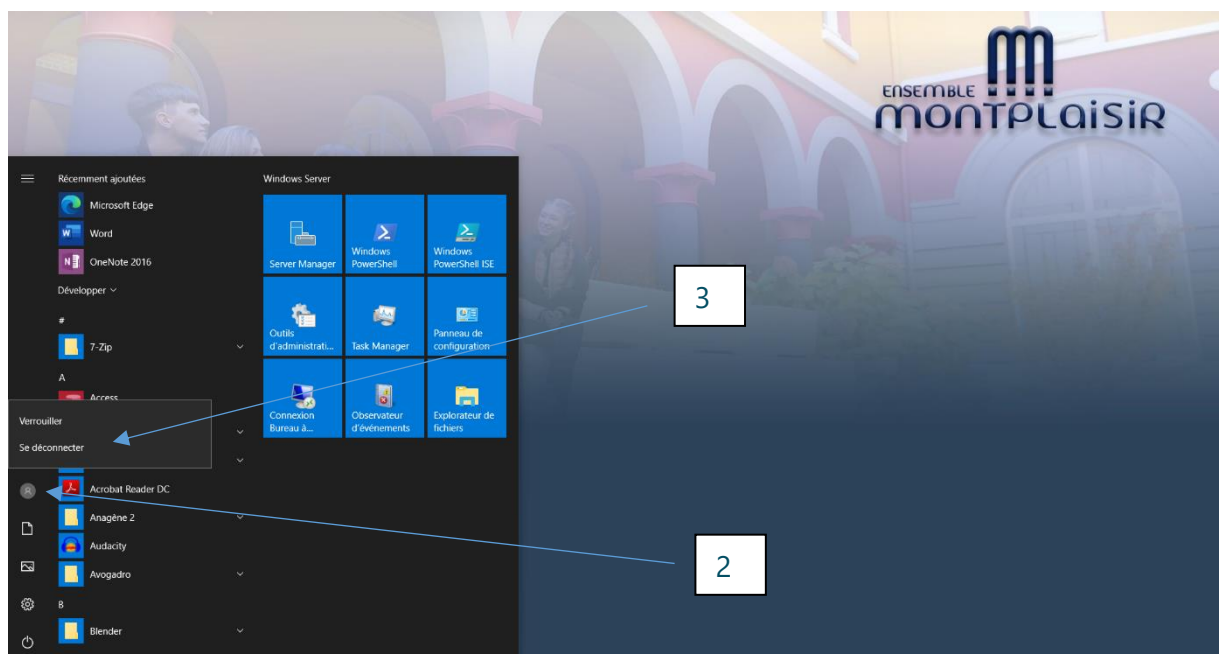 ENSEMBLE
MONTPLAISIR
Récemment ajoutées
Microsoft Edge
Word
OneNote 2016
Développer
#
7-Zip
A
Access
Verrouiller
Se déconnecter
Acrobat Reader DC
Anagène 2
Audacity
Avogadro
B
Blender
Windows Server
Server Manager
Windows
PowerShell
Windows
PowerShell ISE
Outils
d'administrati...
Task Manager
Panneau de
configuration
Connexion
Bureau à...
Observateur
d'événements
Explorateur de
fichiers
3
2